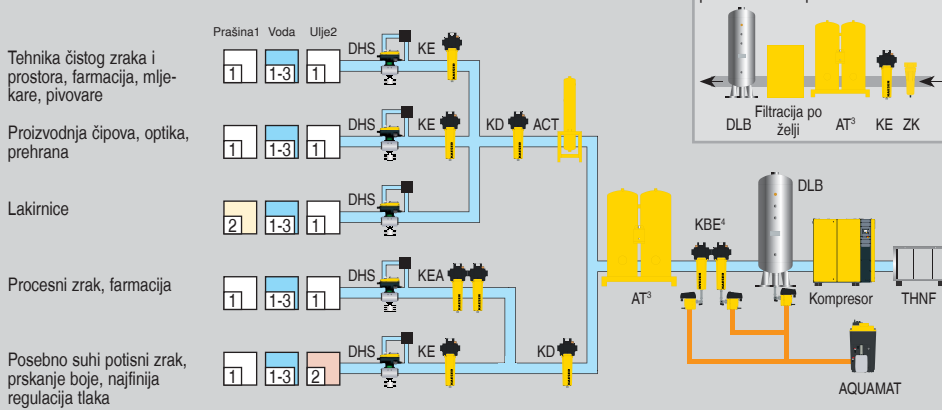 Prašina1 Voda Ulje2
Tehnika čistog zraka i
prostora, farmacija, mlje-
kare, pivovare
1 1-3 1
DHS KE
Proizvodnja čipova, optika,
prehrana
1 1-3 1
DHS KE KD ACT
Lakirnice
2 1-3 1
DHS
Procesni zrak, farmacija
1 1-3 1
DHS KEA
Posebno suhi potisni zrak,
prskanje boje, najfinija
regulacija tlaka
1 1-3 2
DHS KE KD
AT³
KBE⁴
DLB
Kompresor
THNF
AQUAMAT
DLB
Filtracija po
želji
AT³
KE
ZK